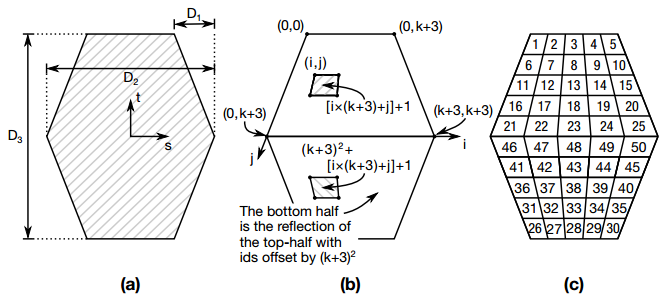 D₁
D₂
D₃
t
s
(a)
(0,0)
(0,k+3)
(i,j)
[i×(k+3)+j]+1
(0,k+3)
(k+3,k+3)
i
j
(k+3)²+
[i×(k+3)+j]+1
The bottom half
is the reflection of
the top-half with
ids offset by (k+3)²
(b)
1 2 3 4 5
6 7 8 9 10
11 12 13 14 15
16 17 18 19 20
21 22 23 24 25
46 47 48 49 50
41 42 43 44 45
36 37 38 39 40
31 32 33 34 35
26 27 28 29 30
(c)